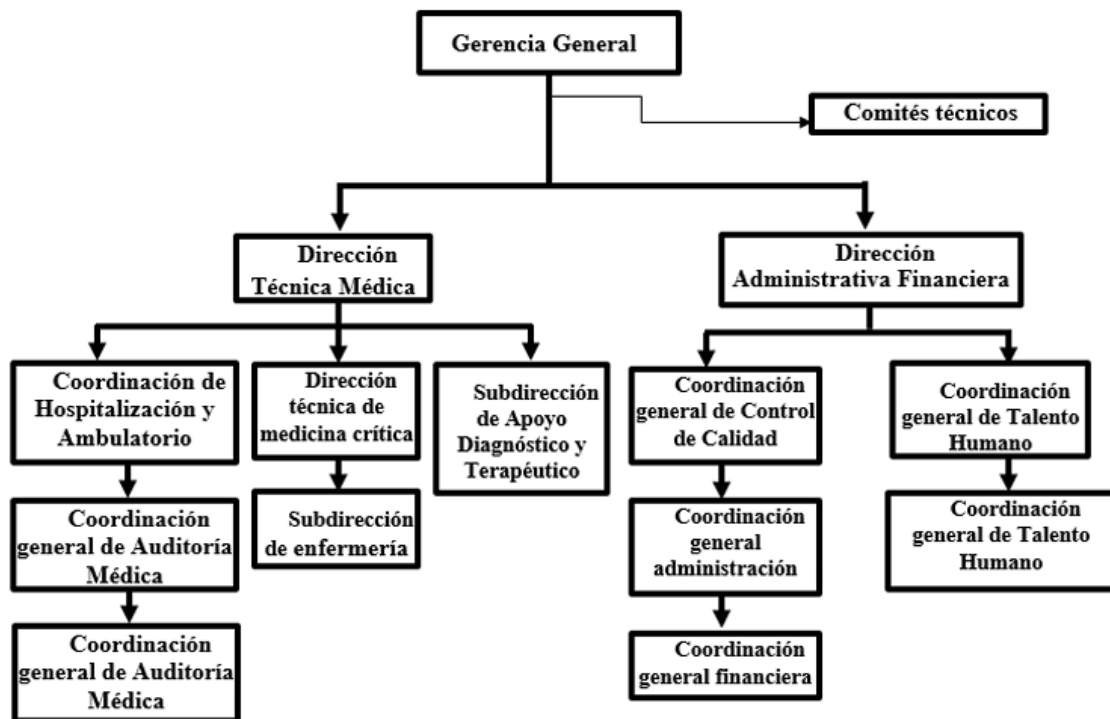 Gerencia General
Comités técnicos
Dirección
Técnica Médica
Dirección
Administrativa Financiera
Coordinación de
Hospitalización y
Ambulatorio
Dirección
técnica de
medicina crítica
Subdirección
de Apoyo
Diagnóstico y
Terapéutico
Coordinación
general de Control
de Calidad
Coordinación
general de Talento
Humano
Coordinación
general de Auditoría
Médica
Subdirección
de enfermería
Coordinación
general
administración
Coordinación
general de Talento
Humano
Coordinación
general de Auditoría
Médica
Coordinación
general financiera